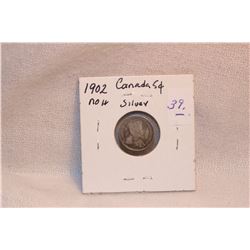 1902 Canada 5¢
no H Silver 39.